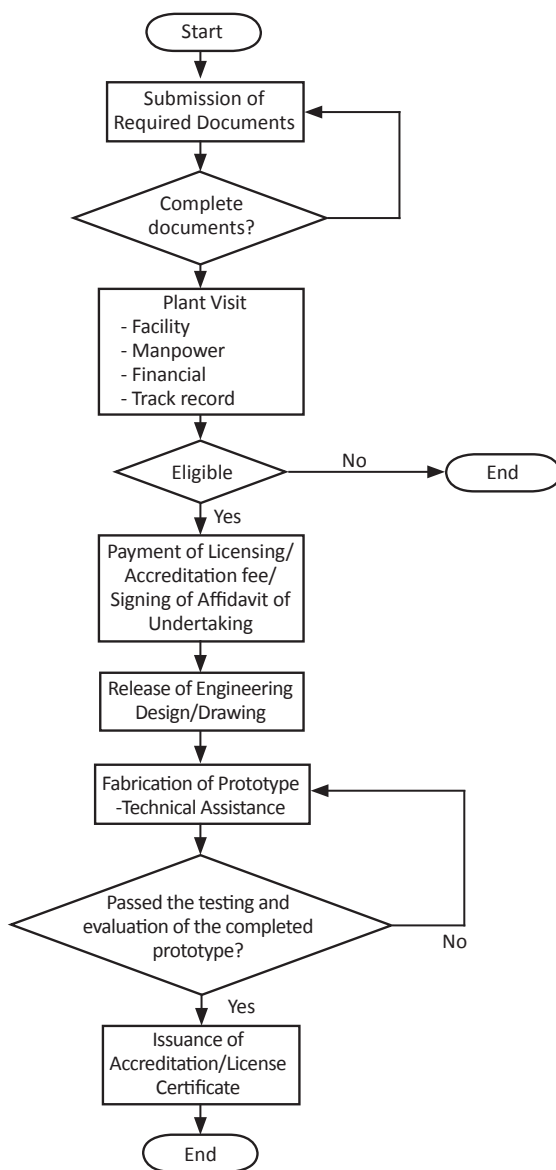 Start
Submission of
Required Documents
Complete
documents?
Plant Visit
- Facility
- Manpower
- Financial
- Track record
Eligible
No
End
Yes
Payment of Licensing/
Accreditation fee/
Signing of Affidavit of
Undertaking
Release of Engineering
Design/Drawing
Fabrication of Prototype
-Technical Assistance
Passed the testing and
evaluation of the completed
prototype?
No
Yes
Issuance of
Accreditation/License
Certificate
End